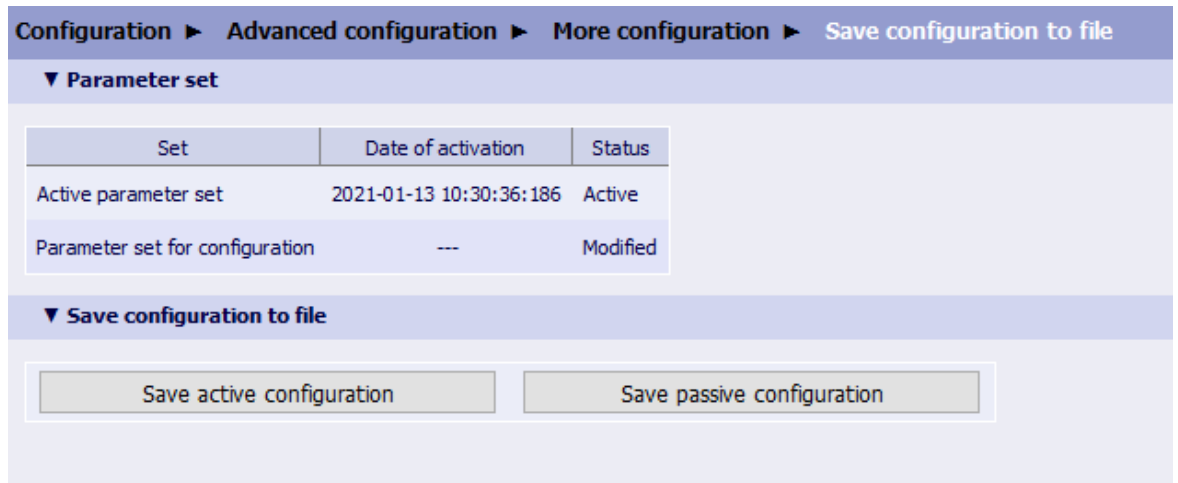 Configuration ► Advanced configuration ► More configuration ► Save configuration to file
▼ Parameter set
Set Date of activation Status
Active parameter set 2021-01-13 10:30:36:186 Active
Parameter set for configuration --- Modified
▼ Save configuration to file
Save active configuration Save passive configuration